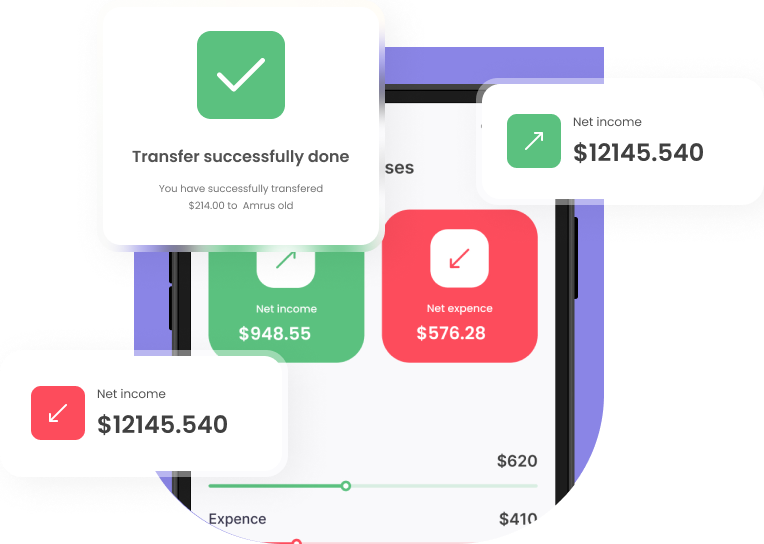 Transfer successfully done
You have successfully transfered
$214.00 to Amrus old
Net income
$12145.540
ses
Net income
$948.55
Net expence
$576.28
Net income
$12145.540
$620
Expence
$410